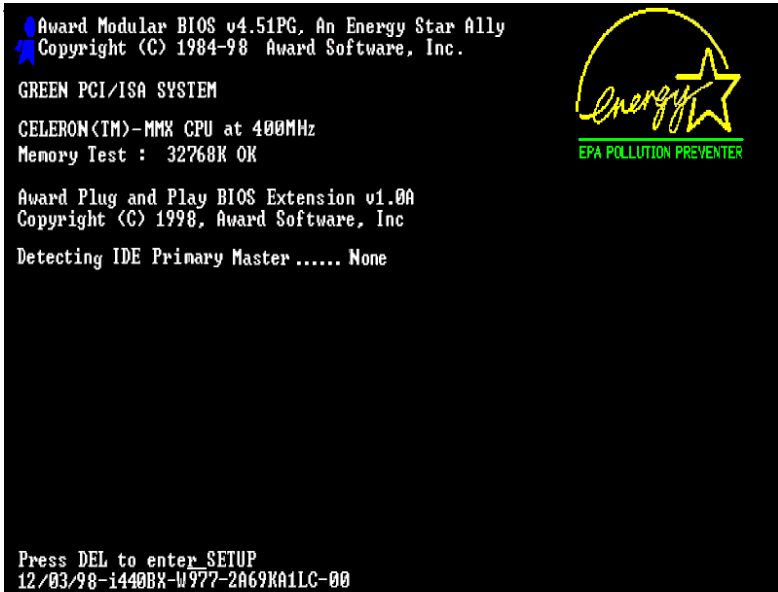 Award Modular BIOS v4.51PG, An Energy Star Ally
Copyright (C) 1984-98 Award Software, Inc.
energy
EPA POLLUTION PREVENTER
GREEN PCI/ISA SYSTEM
CELERON(TM)-MMX CPU at 400MHz
Memory Test : 32768K OK
Award Plug and Play BIOS Extension v1.0A
Copyright (C) 1998, Award Software, Inc
Detecting IDE Primary Master ...... None
Press DEL to enter SETUP
12/03/98-i440BX-W977-2A69KA1LC-00